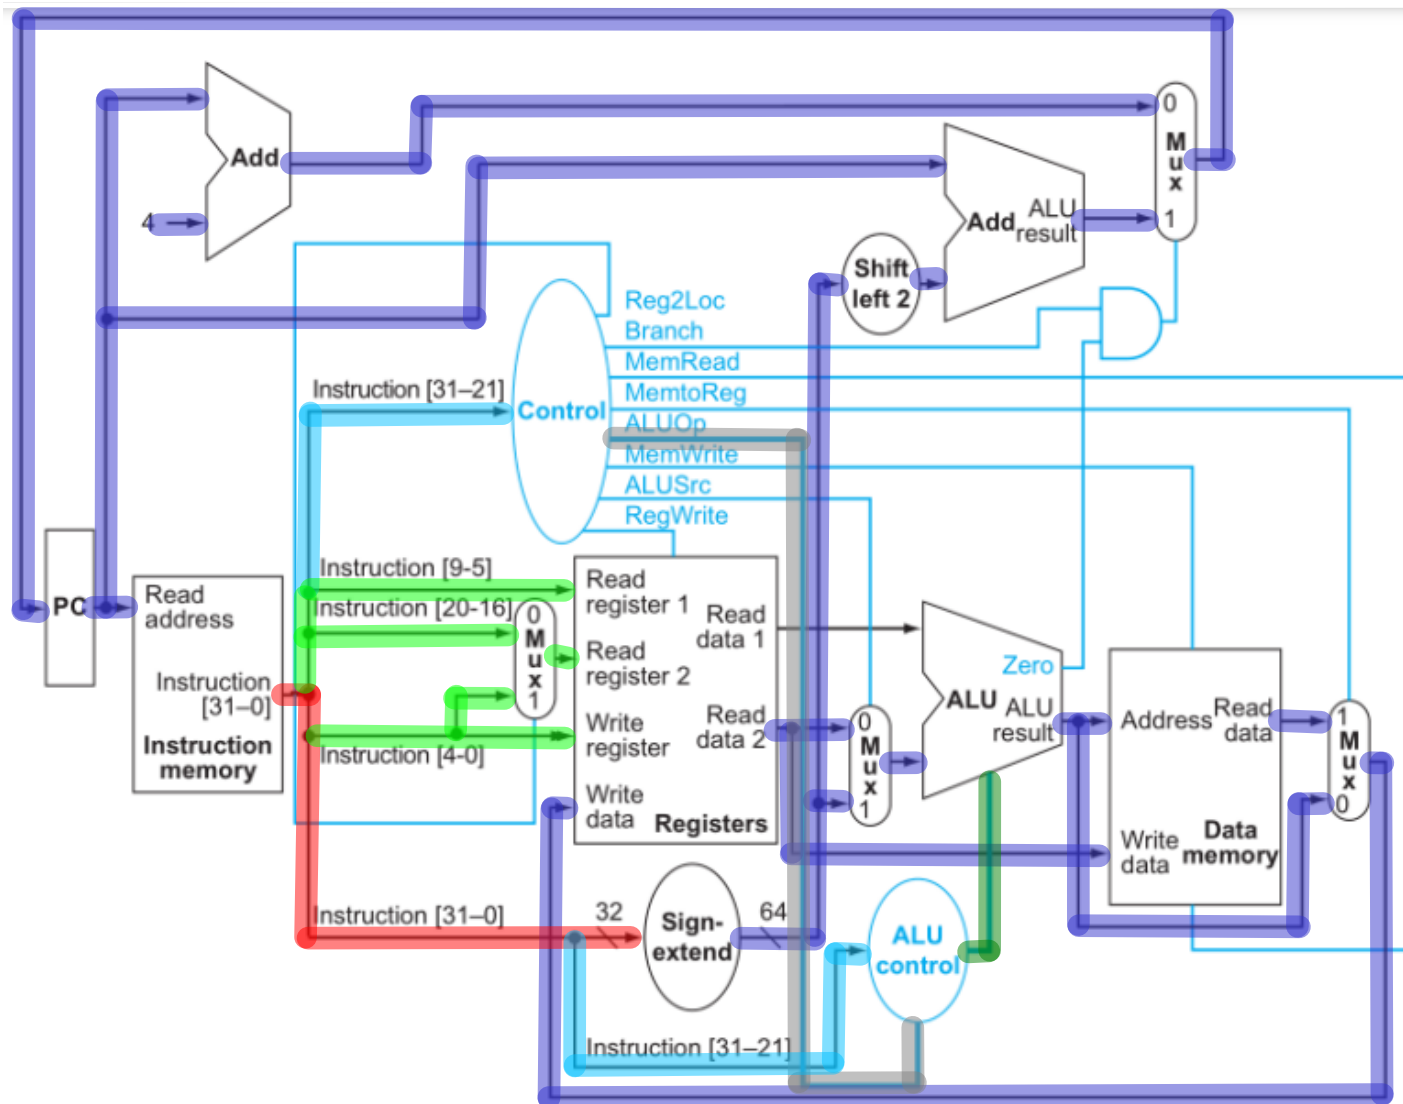 Add
4
0
Mux
1
Add
ALU
result
Shift
left 2
Reg2Loc
Branch
MemRead
MemtoReg
ALUOp
MemWrite
ALUSrc
RegWrite
Control
Instruction [31–21]
PC
Read
address
Instruction
[31–0]
Instruction
memory
Instruction [9-5]
Instruction [20-16]
Instruction [4-0]
0
Mux
1
Read
register 1
Read
register 2
Write
register
Write
data
Read
data 1
Read
data 2
Registers
0
Mux
1
Zero
ALU
ALU
result
Address
Read
data
Write
data
Data
memory
1
Mux
0
Instruction [31–0]
32
Sign-
extend
64
ALU
control
Instruction [31–21]